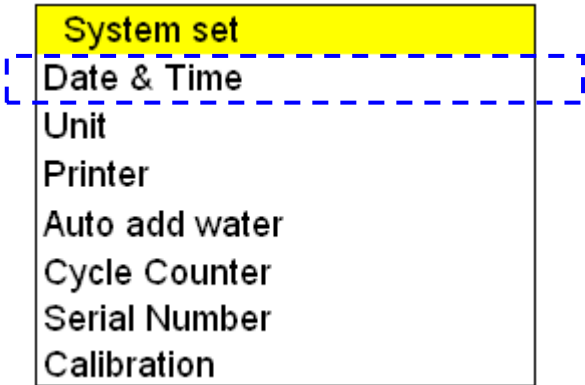 System set
Date & Time
Unit
Printer
Auto add water
Cycle Counter
Serial Number
Calibration